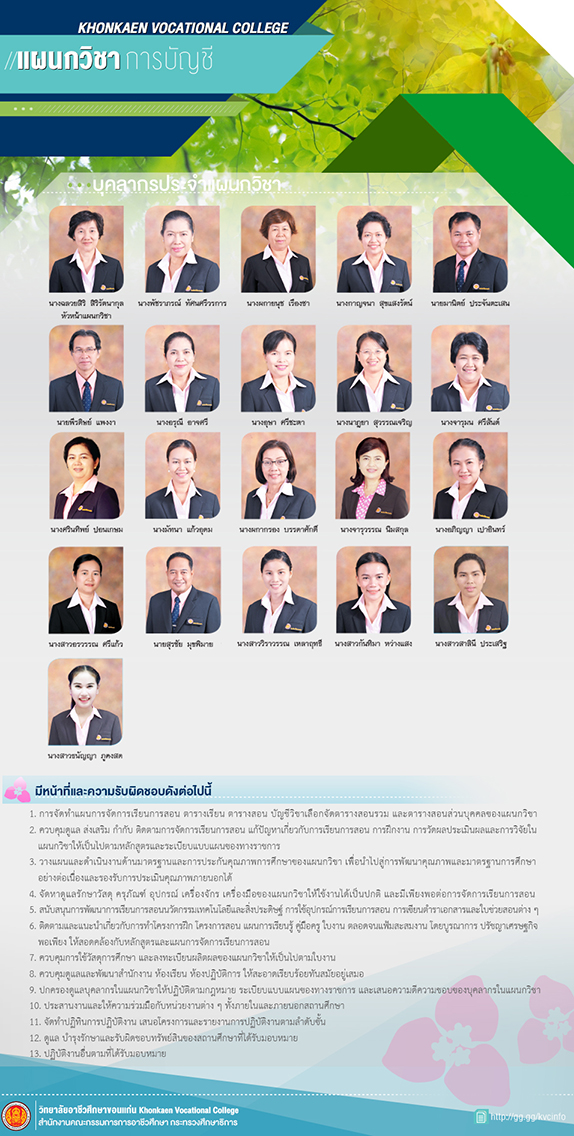 KHONKAEN VOCATIONAL COLLEGE
//แผนกวิชา การบัญชี
บุคลากรประจำแผนกวิชา
นางฉลวยสิริ สิริรัตนากุล นางพัชราภรณ์ ทัศนศรีวรการ นางผกายนุช เรืองชา นางกาญจนา สุขแสงรัตน์ นายมานิตย์ ประจันตะเสน
หัวหน้าแผนกวิชา
นายพีรศิษย์ แพงงา นางอรุณี อาจศรี นางอุษา ศรีชะตา นางนาฏยา สุวรรณเจริญ นางจารุมน ศรีสันต์
นางศรินทิพย์ ปอนเกษม นางมัทนา แก้วอุดม นางผกากรอง บรรดาศักดิ์ นางจารุวรรณ นิ่มสกุล นางอภิญญา เปาอินทร์
นางสาวอรวรรณ ศรีแก้ว นายสุรชัย มุขพิมาย นางสาววิราวรรณ เหลาฤทธิ์ นางสาวกันทิมา หว่างแสง นางสาวสาลินี ประเสริฐ
นางสาวธนัญญา ภูคงสด
มีหน้าที่และความรับผิดชอบดังต่อไปนี้
1. การจัดทำแผนการจัดการเรียนการสอน ตารางเรียน ตารางสอน บัญชีวิชาเลือกจัดตารางสอนรวม และตารางสอนส่วนบุคคลของแผนกวิชา
2. ควบคุมดูแล ส่งเสริม กำกับ ติดตามการจัดการเรียนการสอน แก้ปัญหาเกี่ยวกับการเรียนการสอน การฝึกงาน การวัดผลประเมินผลและการวิจัยใน
แผนกวิชาให้เป็นไปตามหลักสูตรและระเบียบแบบแผนของทางราชการ
3. วางแผนและดำเนินงานด้านมาตรฐานและการประกันคุณภาพการศึกษาของแผนกวิชา เพื่อนำไปสู่การพัฒนาคุณภาพและมาตรฐานการศึกษา
อย่างต่อเนื่องและรองรับการประเมินคุณภาพภายนอกได้
4. จัดหาดูแลรักษาวัสดุ ครุภัณฑ์ อุปกรณ์ เครื่องจักร เครื่องมือของแผนกวิชาให้ใช้งานได้เป็นปกติ และมีเพียงพอต่อการจัดการเรียนการสอน
5. สนับสนุนการพัฒนาการเรียนการสอนนวัตกรรมเทคโนโลยีและสิ่งประดิษฐ์ การใช้อุปกรณ์การเรียนการสอน การเขียนตำราเอกสารและใบช่วยสอนต่าง ๆ
6. ติดตามและแนะนำเกี่ยวกับการทำโครงการฝึก โครงการสอน แผนการเรียนรู้ คู่มือครู ใบงาน ตลอดจนแฟ้มสะสมงาน โดยบูรณาการ ปรัชญาเศรษฐกิจ
พอเพียง ให้สอดคล้องกับหลักสูตรและแผนการจัดการเรียนการสอน
7. ควบคุมการใช้วัสดุการศึกษา และลงทะเบียนผลิตผลของแผนกวิชาให้เป็นไปตามใบงาน
8. ควบคุมดูแลและพัฒนาสำนักงาน ห้องเรียน ห้องปฏิบัติการ ให้สะอาดเรียบร้อยทันสมัยอยู่เสมอ
9. ปกครองดูแลบุคลากรในแผนกวิชาให้ปฏิบัติตามกฎหมาย ระเบียบแบบแผนของทางราชการ และเสนอความดีความชอบของบุคลากรในแผนกวิชา
10. ประสานงานและให้ความร่วมมือกับหน่วยงานต่าง ๆ ทั้งภายในและภายนอกสถานศึกษา
11. จัดทำปฏิทินการปฏิบัติงาน เสนอโครงการและรายงานการปฏิบัติงานตามลำดับชั้น
12. ดูแล บำรุงรักษาและรับผิดชอบทรัพย์สินของสถานศึกษาที่ได้รับมอบหมาย
13. ปฏิบัติงานอื่นตามที่ได้รับมอบหมาย
วิทยาลัยอาชีวศึกษาขอนแก่น Khonkaen Vocational College
สำนักงานคณะกรรมการการอาชีวศึกษา กระทรวงศึกษาธิการ
http://gg.gg/kvcinfo